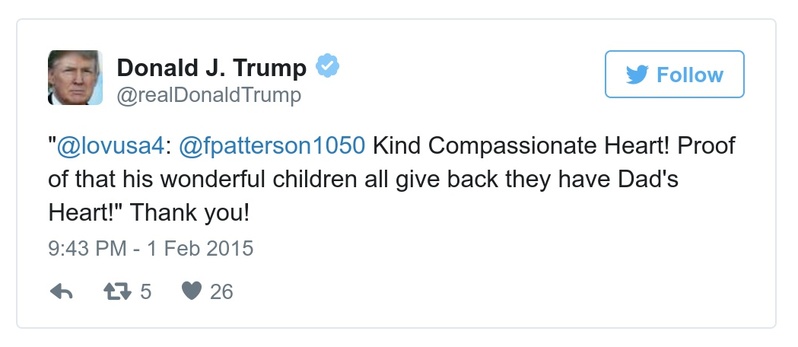 Donald J. Trump
@realDonaldTrump
Follow
"@lovusa4: @fpatterson1050 Kind Compassionate Heart! Proof
of that his wonderful children all give back they have Dad's
Heart!" Thank you!
9:43 PM - 1 Feb 2015
5 26